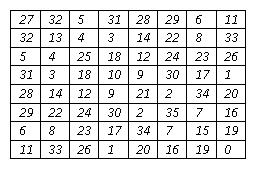 27 32 5 31 28 29 6 11
32 13 4 3 14 22 8 33
5 4 25 18 12 24 23 26
31 3 18 10 9 30 17 1
28 14 12 9 21 2 34 20
29 22 24 30 2 35 7 16
6 8 23 17 34 7 15 19
11 33 26 1 20 16 19 0